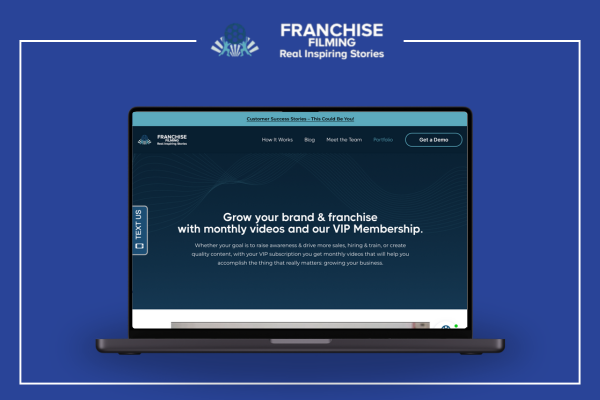 FRANCHISE
FILMING
Real Inspiring Stories
Customer Success Stories - This Could Be You!
FRANCHISE
FILMING
Real Inspiring Stories
How It Works Blog Meet the Team Portfolio Get a Demo
TEXT US
Grow your brand & franchise
with monthly videos and our VIP Membership.
Whether your goal is to raise awareness & drive more sales, hiring & train, or create
quality content, with your VIP subscription you get monthly videos that will help you
accomplish the thing that really matters: growing your business.